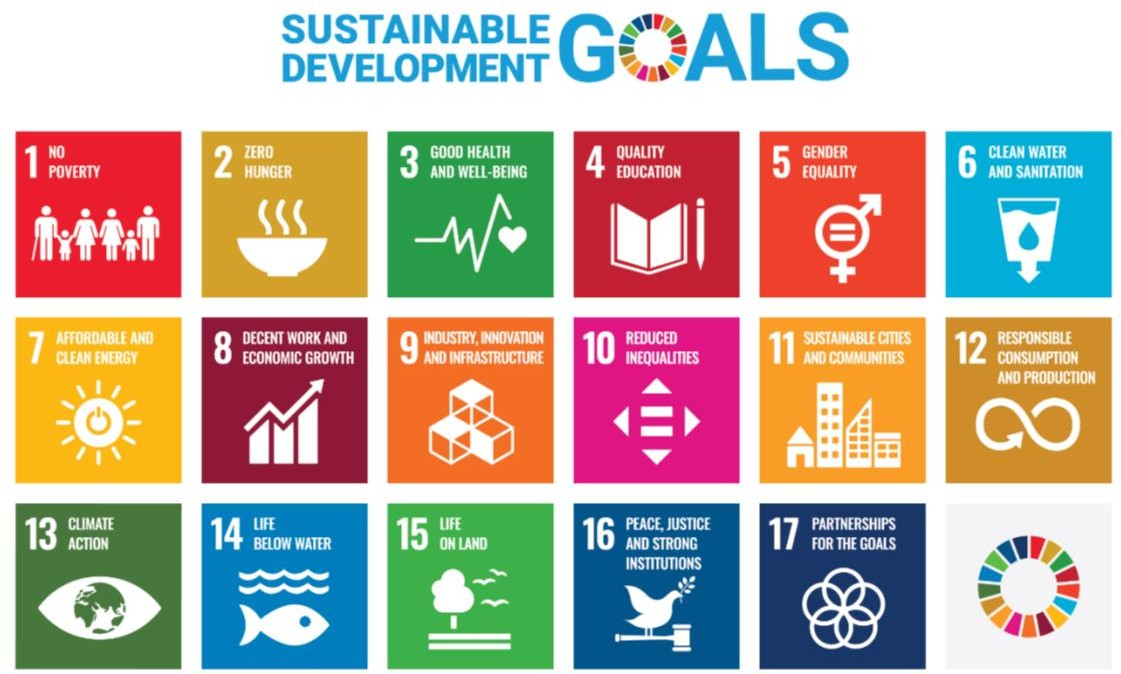 SUSTAINABLE
DEVELOPMENT
GOALS
1 NO
POVERTY
2 ZERO
HUNGER
3 GOOD HEALTH
AND WELL-BEING
4 QUALITY
EDUCATION
5 GENDER
EQUALITY
6 CLEAN WATER
AND SANITATION
7 AFFORDABLE AND
CLEAN ENERGY
8 DECENT WORK AND
ECONOMIC GROWTH
9 INDUSTRY, INNOVATION
AND INFRASTRUCTURE
10 REDUCED
INEQUALITIES
11 SUSTAINABLE CITIES
AND COMMUNITIES
12 RESPONSIBLE
CONSUMPTION
AND PRODUCTION
13 CLIMATE
ACTION
14 LIFE
BELOW WATER
15 LIFE
ON LAND
16 PEACE, JUSTICE
AND STRONG
INSTITUTIONS
17 PARTNERSHIPS
FOR THE GOALS